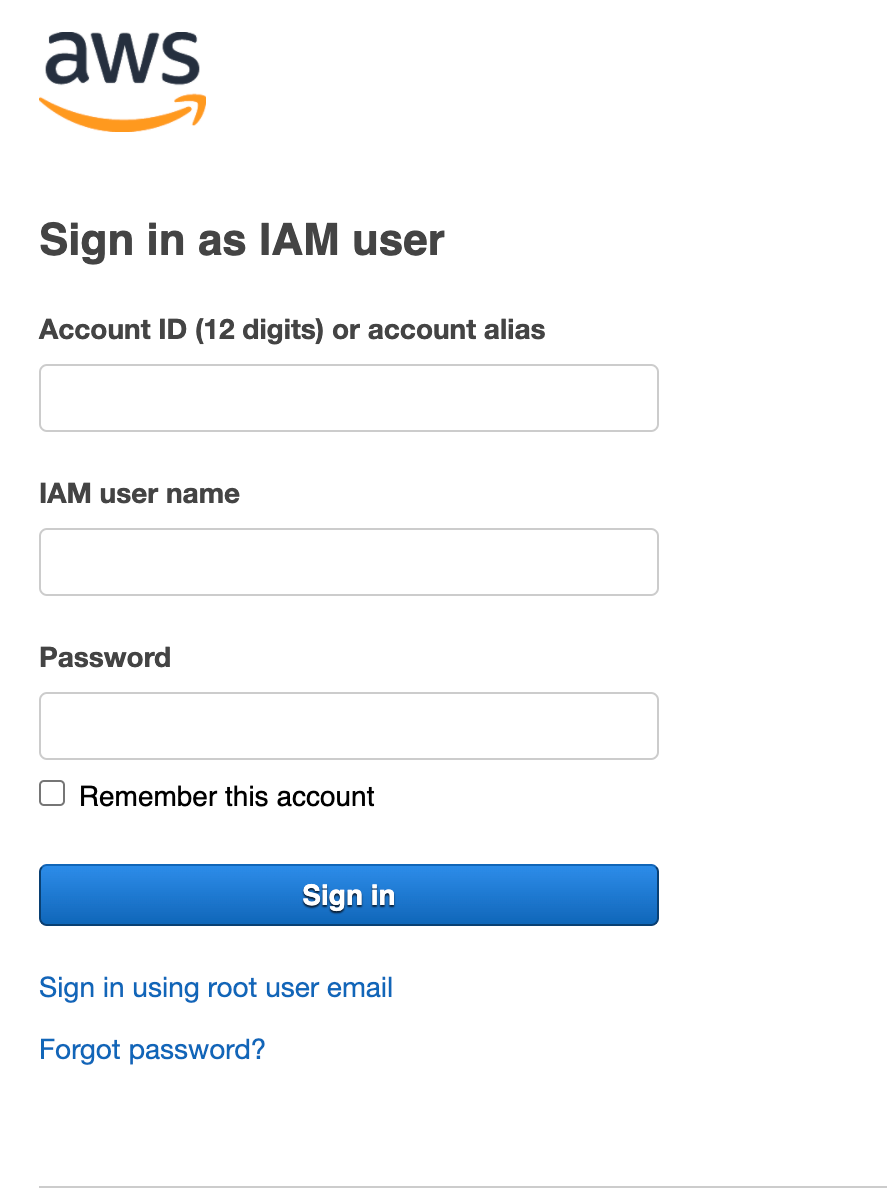 aws
Sign in as IAM user
Account ID (12 digits) or account alias
IAM user name
Password
Remember this account
Sign in
Sign in using root user email
Forgot password?